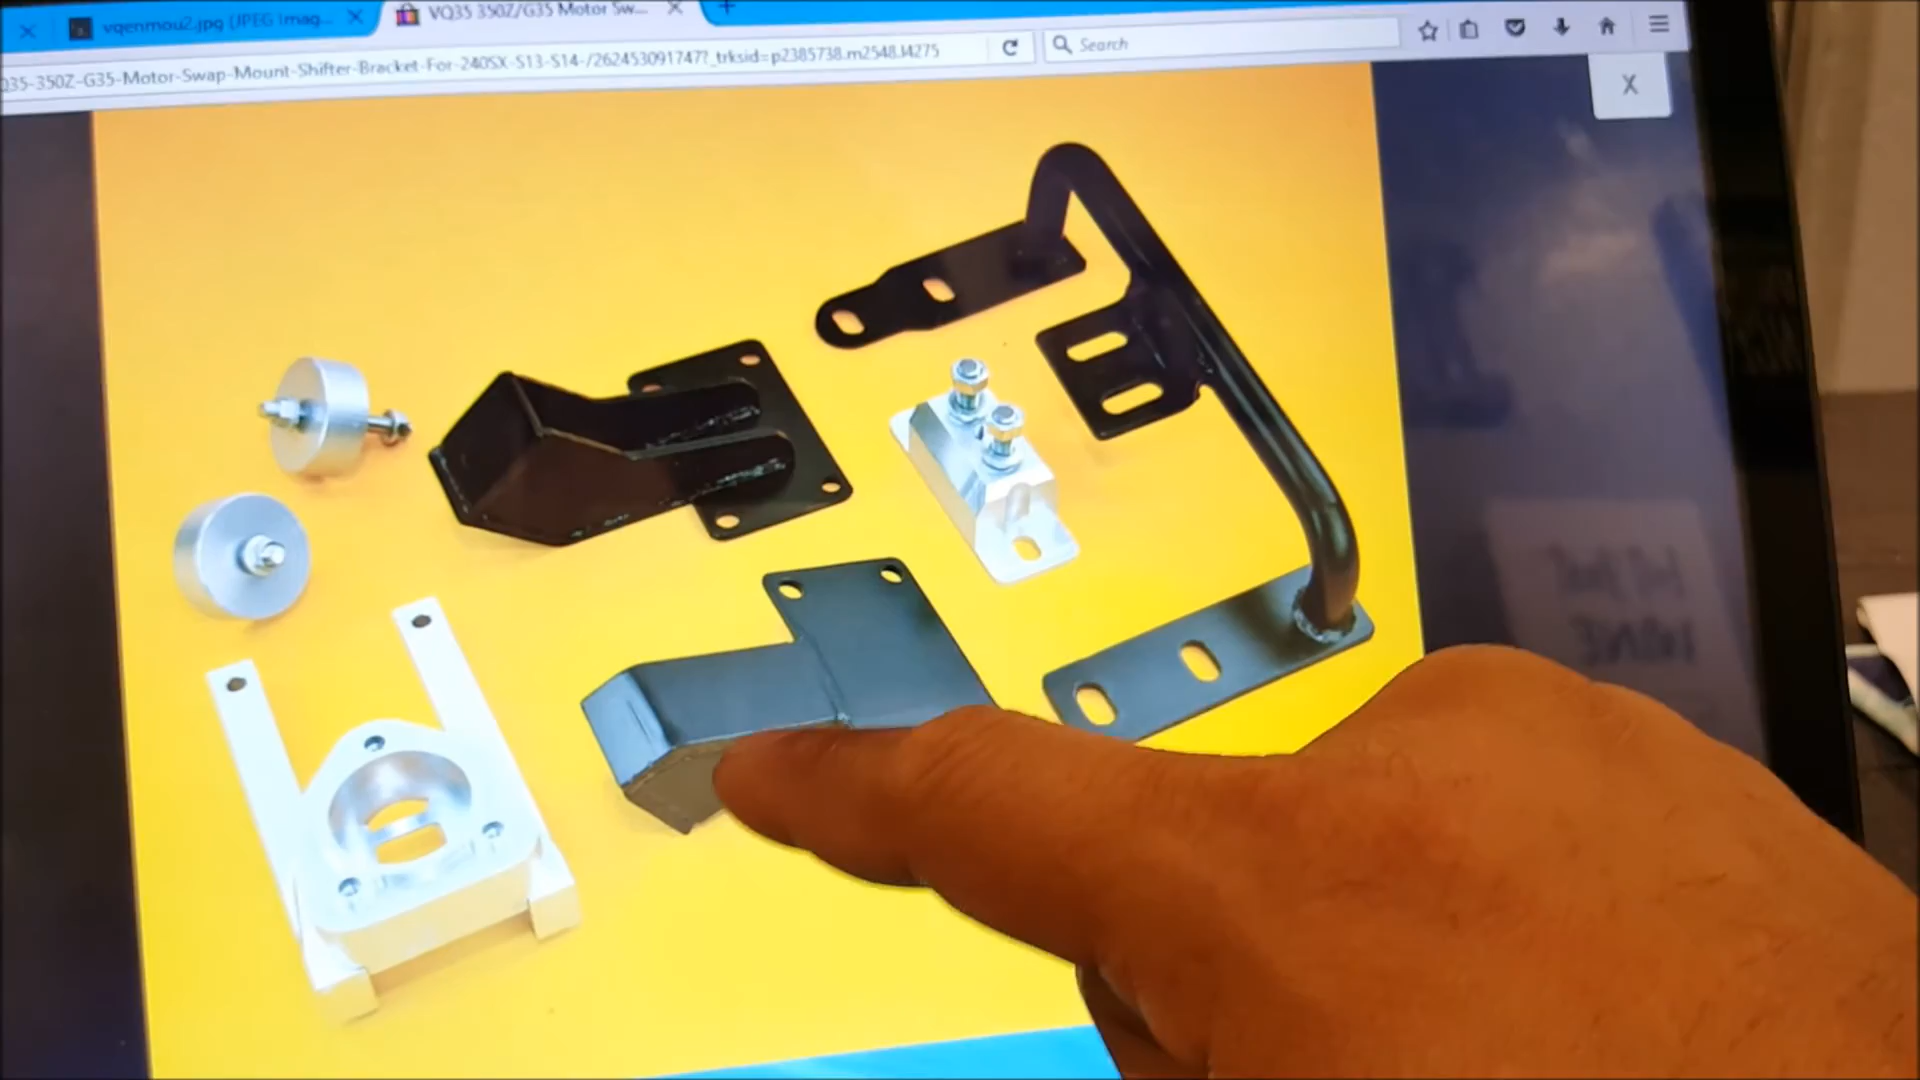 vqenmou2.jpg (JPEG Imag...
VQ35 350Z/G35 Motor Sw...
Q35-350Z-G35-Motor-Swap-Mount-Shifter-Bracket-For-240SX-S13-S14-/262453091747?_trksid=p2385738.m2548.l4275
Search
X